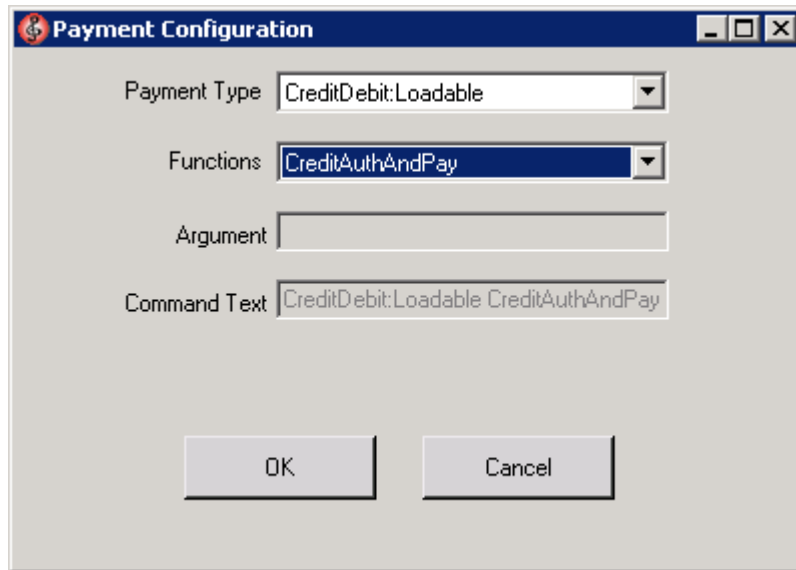 Payment Configuration
Payment Type CreditDebit:Loadable
Functions CreditAuthAndPay
Argument
Command Text CreditDebit:Loadable CreditAuthAndPay
OK Cancel